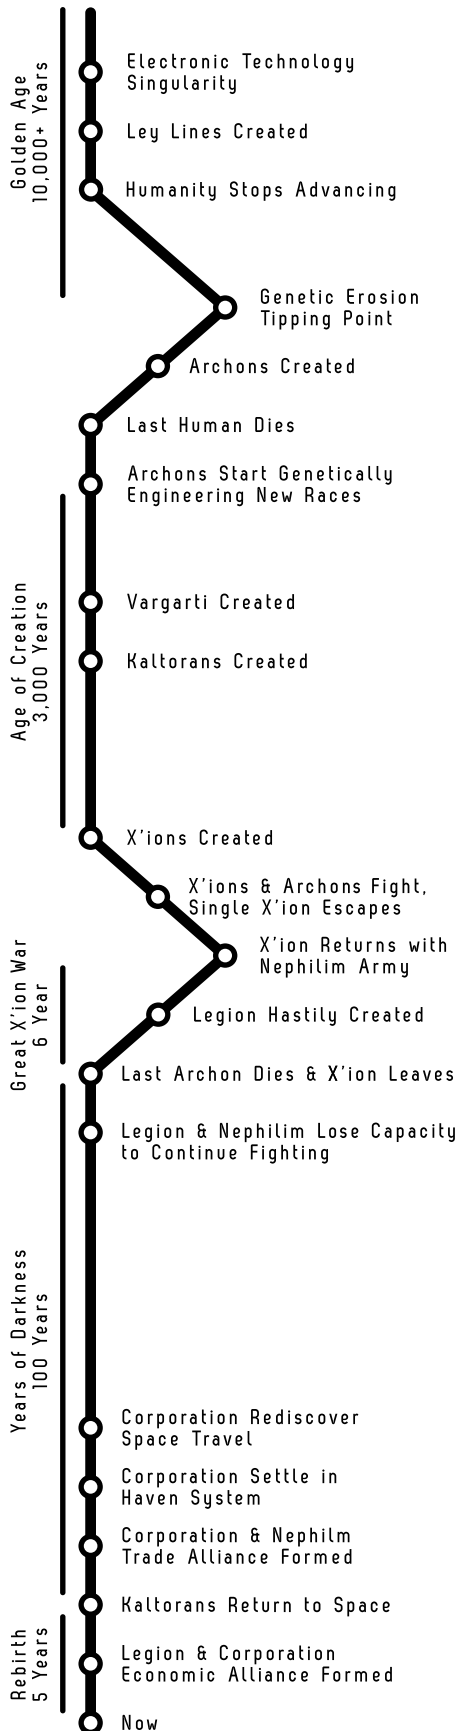 Golden Age
10,000+ Years
Electronic Technology
Singularity
Ley Lines Created
Humanity Stops Advancing
Genetic Erosion
Tipping Point
Archons Created
Last Human Dies
Archons Start Genetically
Engineering New Races
Age of Creation
3,000 Years
Vargarti Created
Kaltorans Created
X'ions Created
X'ions & Archons Fight,
Single X'ion Escapes
Great X'ion War
6 Year
X'ion Returns with
Nephilim Army
Legion Hastily Created
Last Archon Dies & X'ion Leaves
Years of Darkness
100 Years
Legion & Nephilim Lose Capacity
to Continue Fighting
Corporation Rediscover
Space Travel
Corporation Settle in
Haven System
Corporation & Nephilm
Trade Alliance Formed
Kaltorans Return to Space
Rebirth
5 Years
Legion & Corporation
Economic Alliance Formed
Now